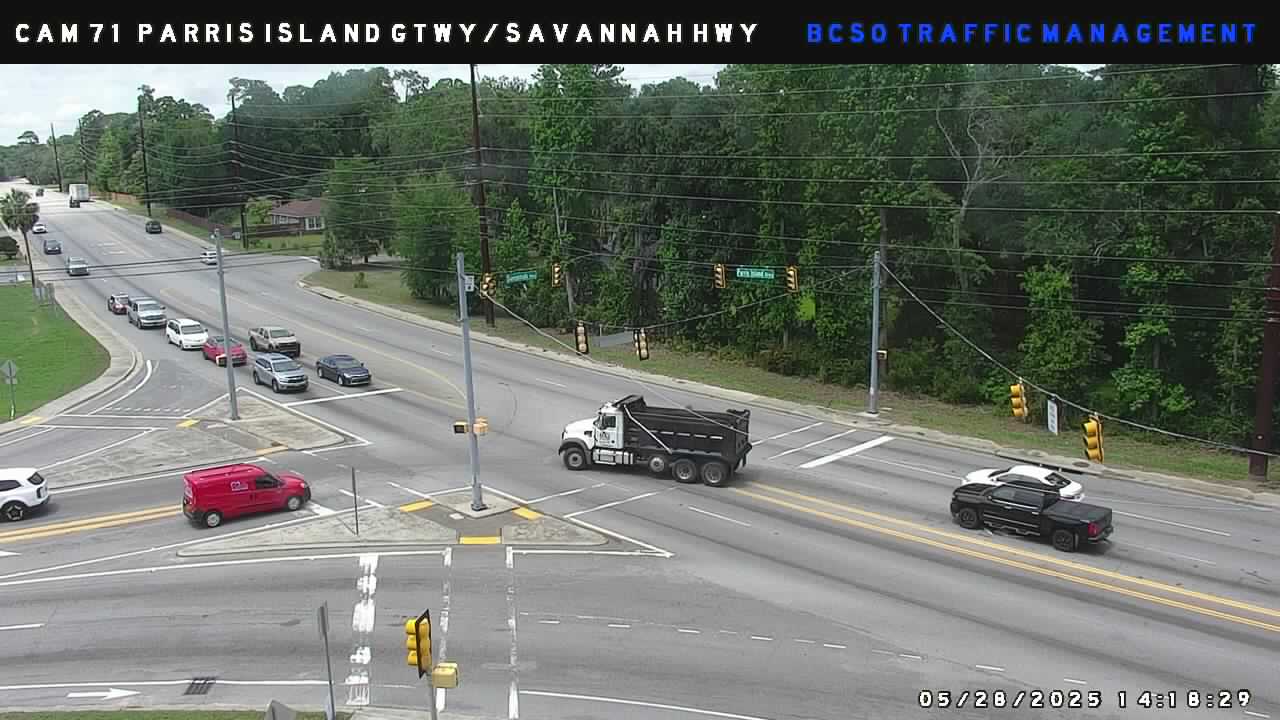 CAM 71 PARRIS ISLAND GTWY/SAVANNAH HWY
BCSO TRAFFIC MANAGEMENT
05/28/2025 14:18:29